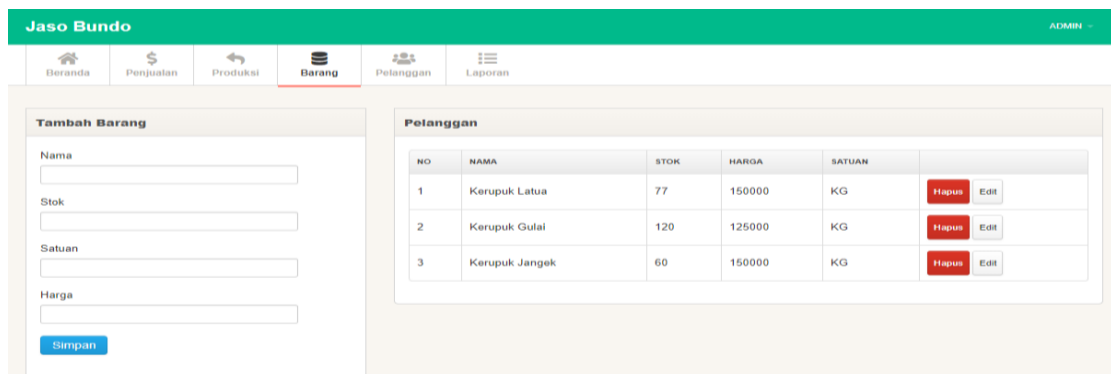 Jaso Bundo ADMIN
Beranda Penjualan Produksi Barang Pelanggan Laporan
Tambah Barang
Nama
Stok
Satuan
Harga
Simpan
Pelanggan
NO NAMA STOK HARGA SATUAN
1 Kerupuk Latua 77 150000 KG Hapus Edit
2 Kerupuk Gulai 120 125000 KG Hapus Edit
3 Kerupuk Jangek 60 150000 KG Hapus Edit